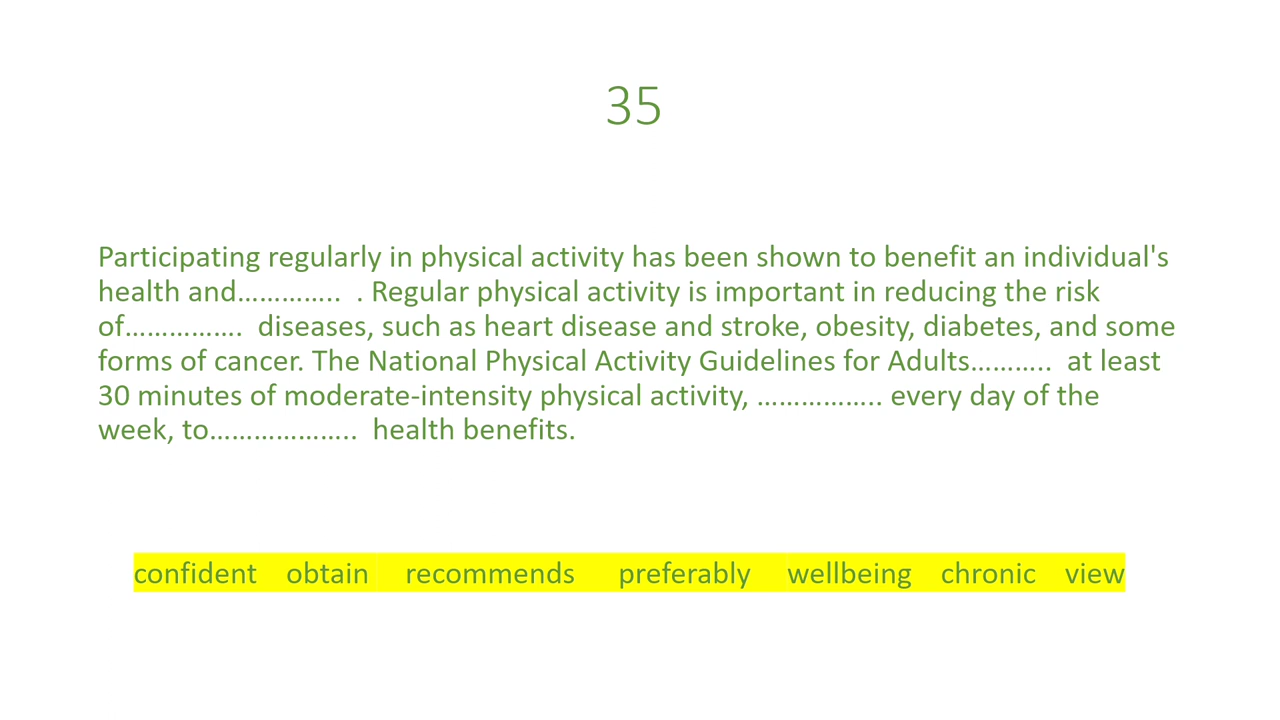 35
Participating regularly in physical activity has been shown to benefit an individual's
health and………….. . Regular physical activity is important in reducing the risk
of……………. diseases, such as heart disease and stroke, obesity, diabetes, and some
forms of cancer. The National Physical Activity Guidelines for Adults……….. at least
30 minutes of moderate-intensity physical activity, …………….. every day of the
week, to……………….. health benefits.
confident obtain recommends preferably wellbeing chronic view